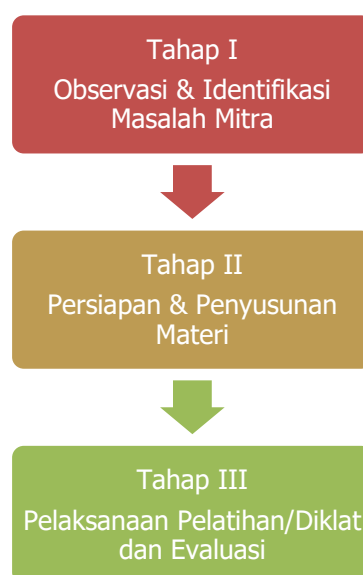 Tahap I
Observasi & Identifikasi
Masalah Mitra
Tahap II
Persiapan & Penyusunan
Materi
Tahap III
Pelaksanaan Pelatihan/Diklat
dan Evaluasi